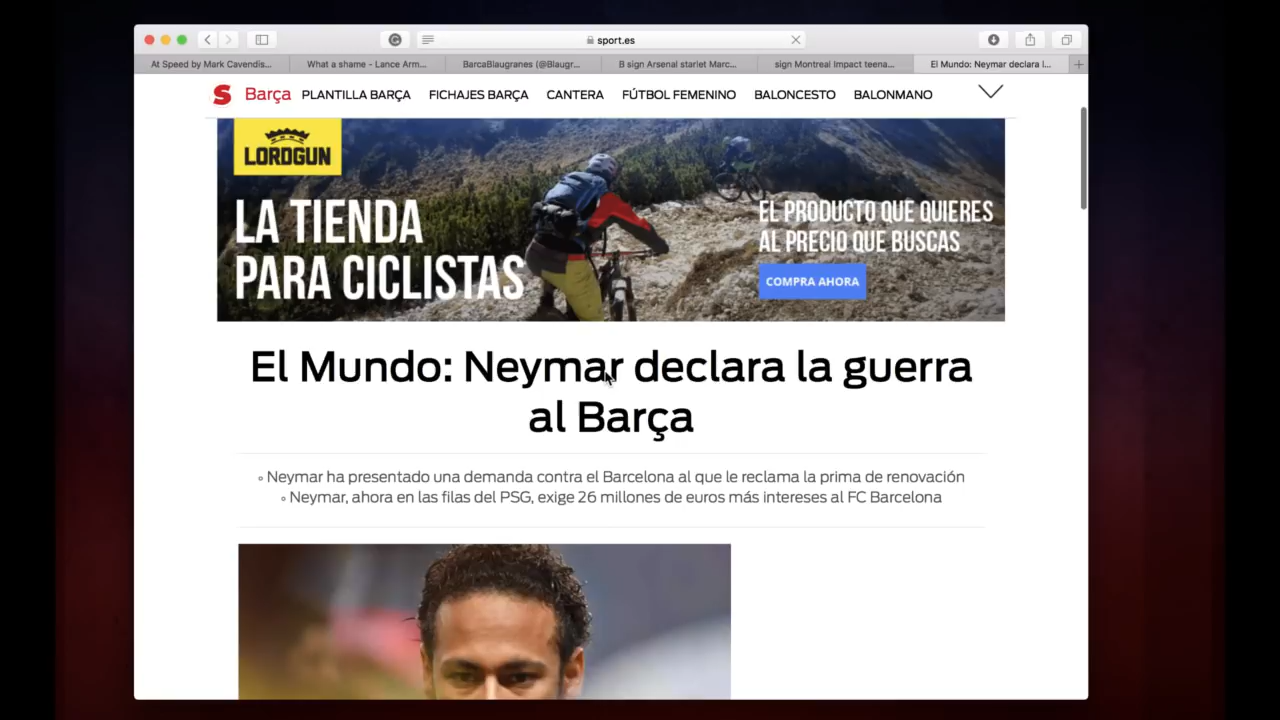 sport.es
At Speed by Mark Cavendis...
What a shame - Lance Arm...
BarcaBlaugranes (@Blaugr...
B sign Arsenal starlet Marc...
sign Montreal Impact teena...
El Mundo: Neymar declara l...
S Barça PLANTILLA BARÇA FICHAJES BARÇA CANTERA FÚTBOL FEMENINO BALONCESTO BALONMANO
LORDGUN
LA TIENDA
PARA CICLISTAS
EL PRODUCTO QUE QUIERES
AL PRECIO QUE BUSCAS
COMPRA AHORA
El Mundo: Neymar declara la guerra
al Barça
Neymar ha presentado una demanda contra el Barcelona al que le reclama la prima de renovación
Neymar, ahora en las filas del PSG, exige 26 millones de euros más intereses al FC Barcelona